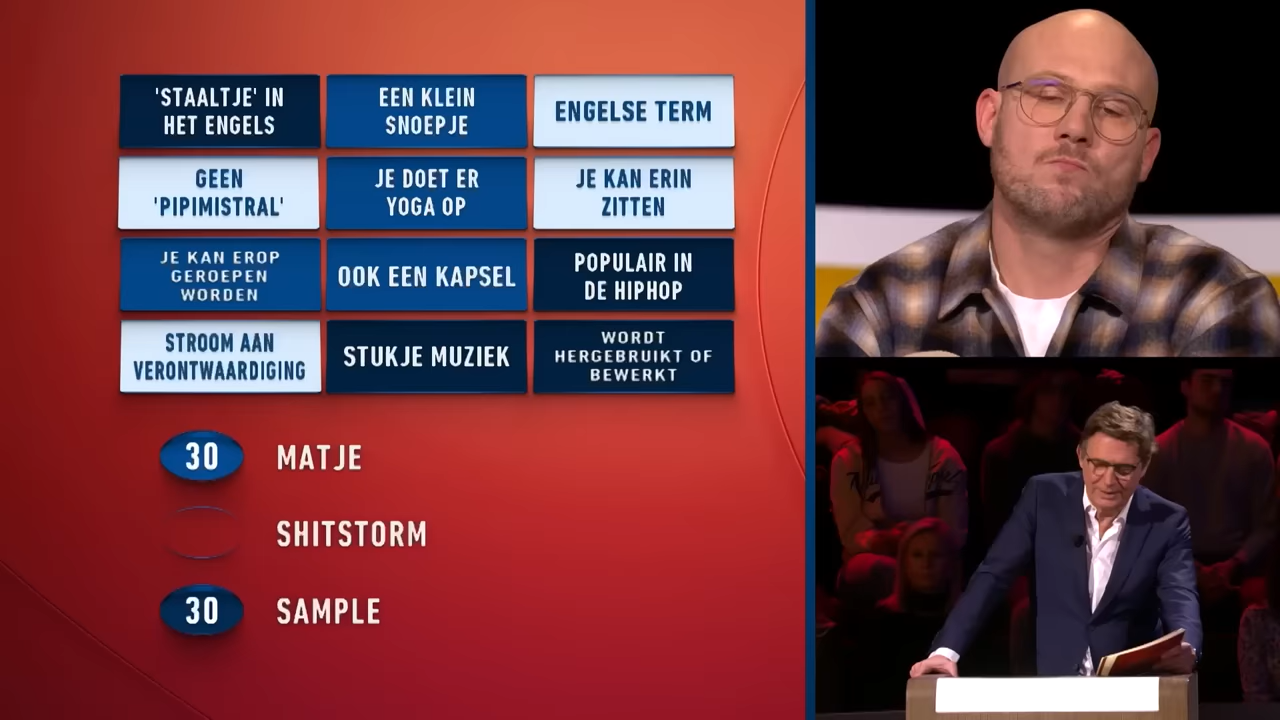 'STAALTJE' IN
HET ENGELS
EEN KLEIN
SNOEPJE
ENGELSE TERM
GEEN
'PIPIMISTRAL'
JE DOET ER
YOGA OP
JE KAN ERIN
ZITTEN
JE KAN EROP
GEROEPEN
WORDEN
OOK EEN KAPSEL
POPULAIR IN
DE HIPHOP
STROOM AAN
VERONTWAARDIGING
STUKJE MUZIEK
WORDT
HERGEBRUIKT OF
BEWERKT
30 MATJE
SHITSTORM
30 SAMPLE